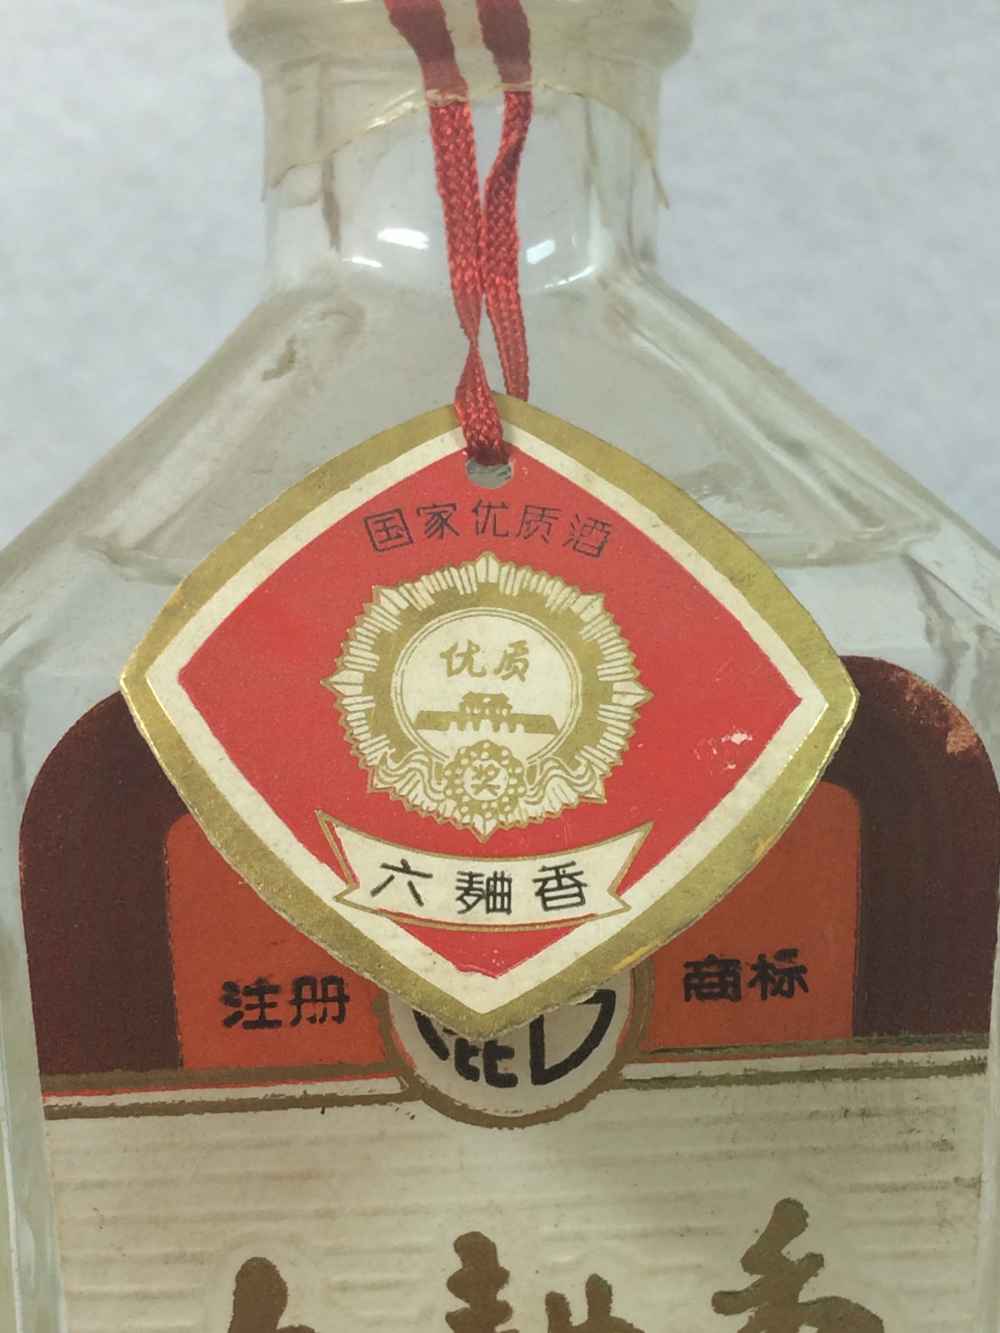 国家优质酒
优质
奖
六麯香
注册 商标